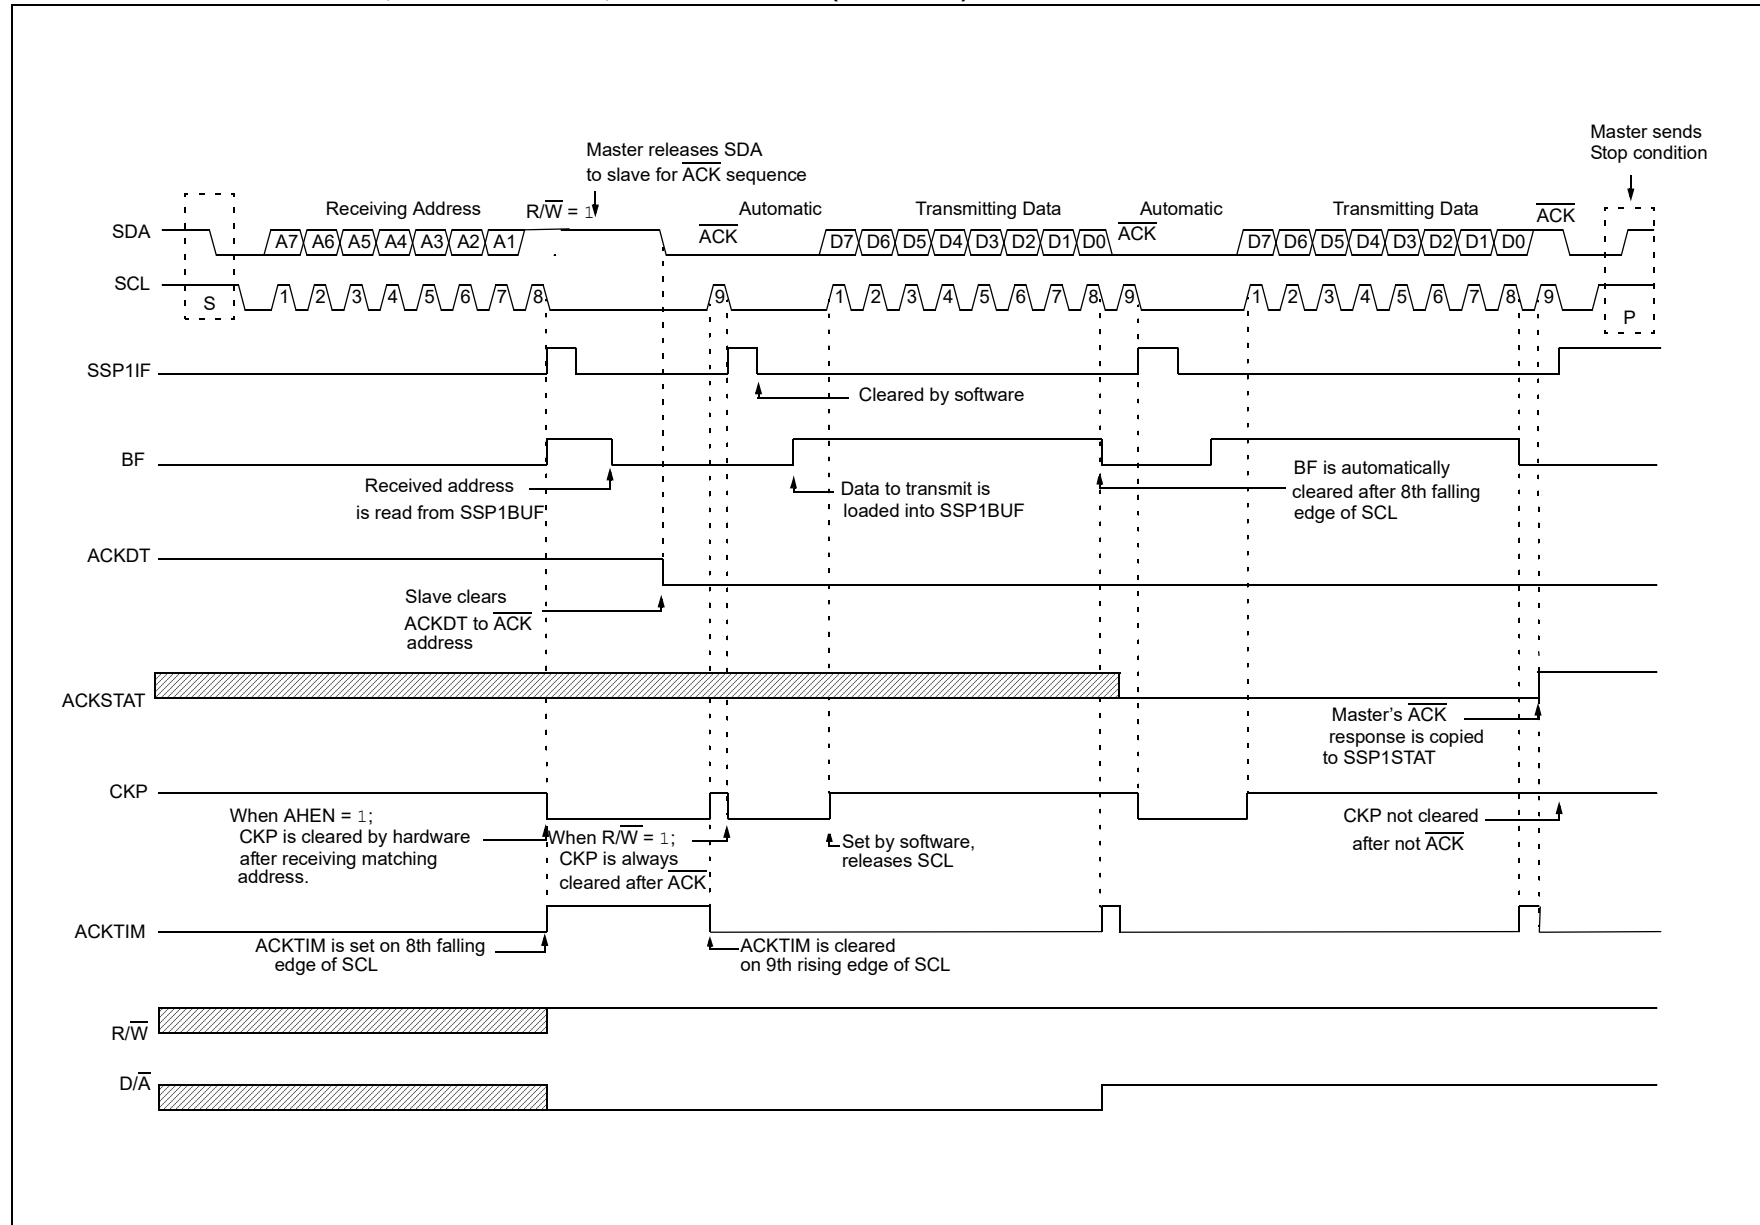 Master sends
Stop condition
Master releases SDA
to slave for ACK sequence
Receiving Address
R/W = 1
Automatic
Transmitting Data
Automatic
Transmitting Data
ACK
SDA
A7 A6 A5 A4 A3 A2 A1
ACK
D7 D6 D5 D4 D3 D2 D1 D0
ACK
D7 D6 D5 D4 D3 D2 D1 D0
SCL
S
1 2 3 4 5 6 7 8 9
1 2 3 4 5 6 7 8 9
1 2 3 4 5 6 7 8 9
P
SSP1IF
Cleared by software
BF
Received address
is read from SSP1BUF
Data to transmit is
loaded into SSP1BUF
BF is automatically
cleared after 8th falling
edge of SCL
ACKDT
Slave clears
ACKDT to ACK
address
ACKSTAT
Master’s ACK
response is copied
to SSP1STAT
CKP
When AHEN = 1;
CKP is cleared by hardware
after receiving matching
address.
When R/W = 1;
CKP is always
cleared after ACK
Set by software,
releases SCL
CKP not cleared
after not ACK
ACKTIM
ACKTIM is set on 8th falling
edge of SCL
ACKTIM is cleared
on 9th rising edge of SCL
R/W
D/A